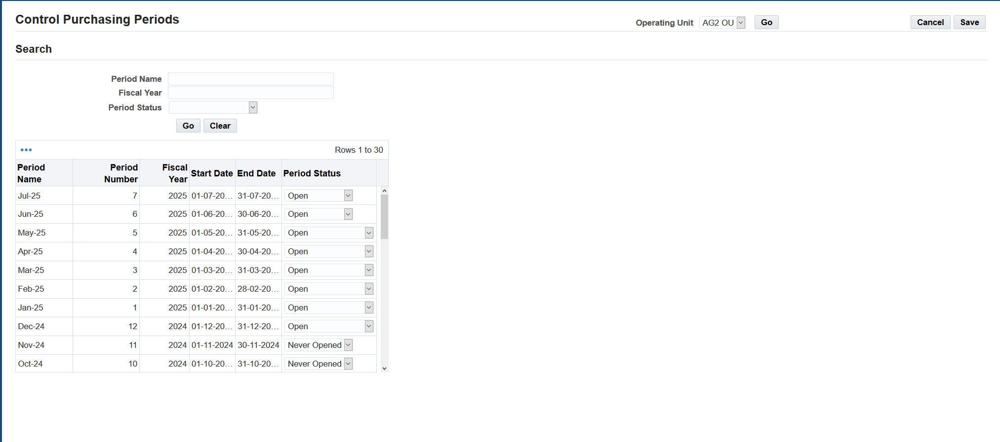 Control Purchasing Periods
Operating Unit AG2 OU Go Cancel Save
Search
Period Name
Fiscal Year
Period Status
Go Clear
Rows 1 to 30
Period Name Period Number Fiscal Year Start Date End Date Period Status
Jul-25 7 2025 01-07-20... 31-07-20... Open
Jun-25 6 2025 01-06-20... 30-06-20... Open
May-25 5 2025 01-05-20... 31-05-20... Open
Apr-25 4 2025 01-04-20... 30-04-20... Open
Mar-25 3 2025 01-03-20... 31-03-20... Open
Feb-25 2 2025 01-02-20... 28-02-20... Open
Jan-25 1 2025 01-01-20... 31-01-20... Open
Dec-24 12 2024 01-12-20... 31-12-20... Open
Nov-24 11 2024 01-11-2024 30-11-2024 Never Opened
Oct-24 10 2024 01-10-20... 31-10-20... Never Opened